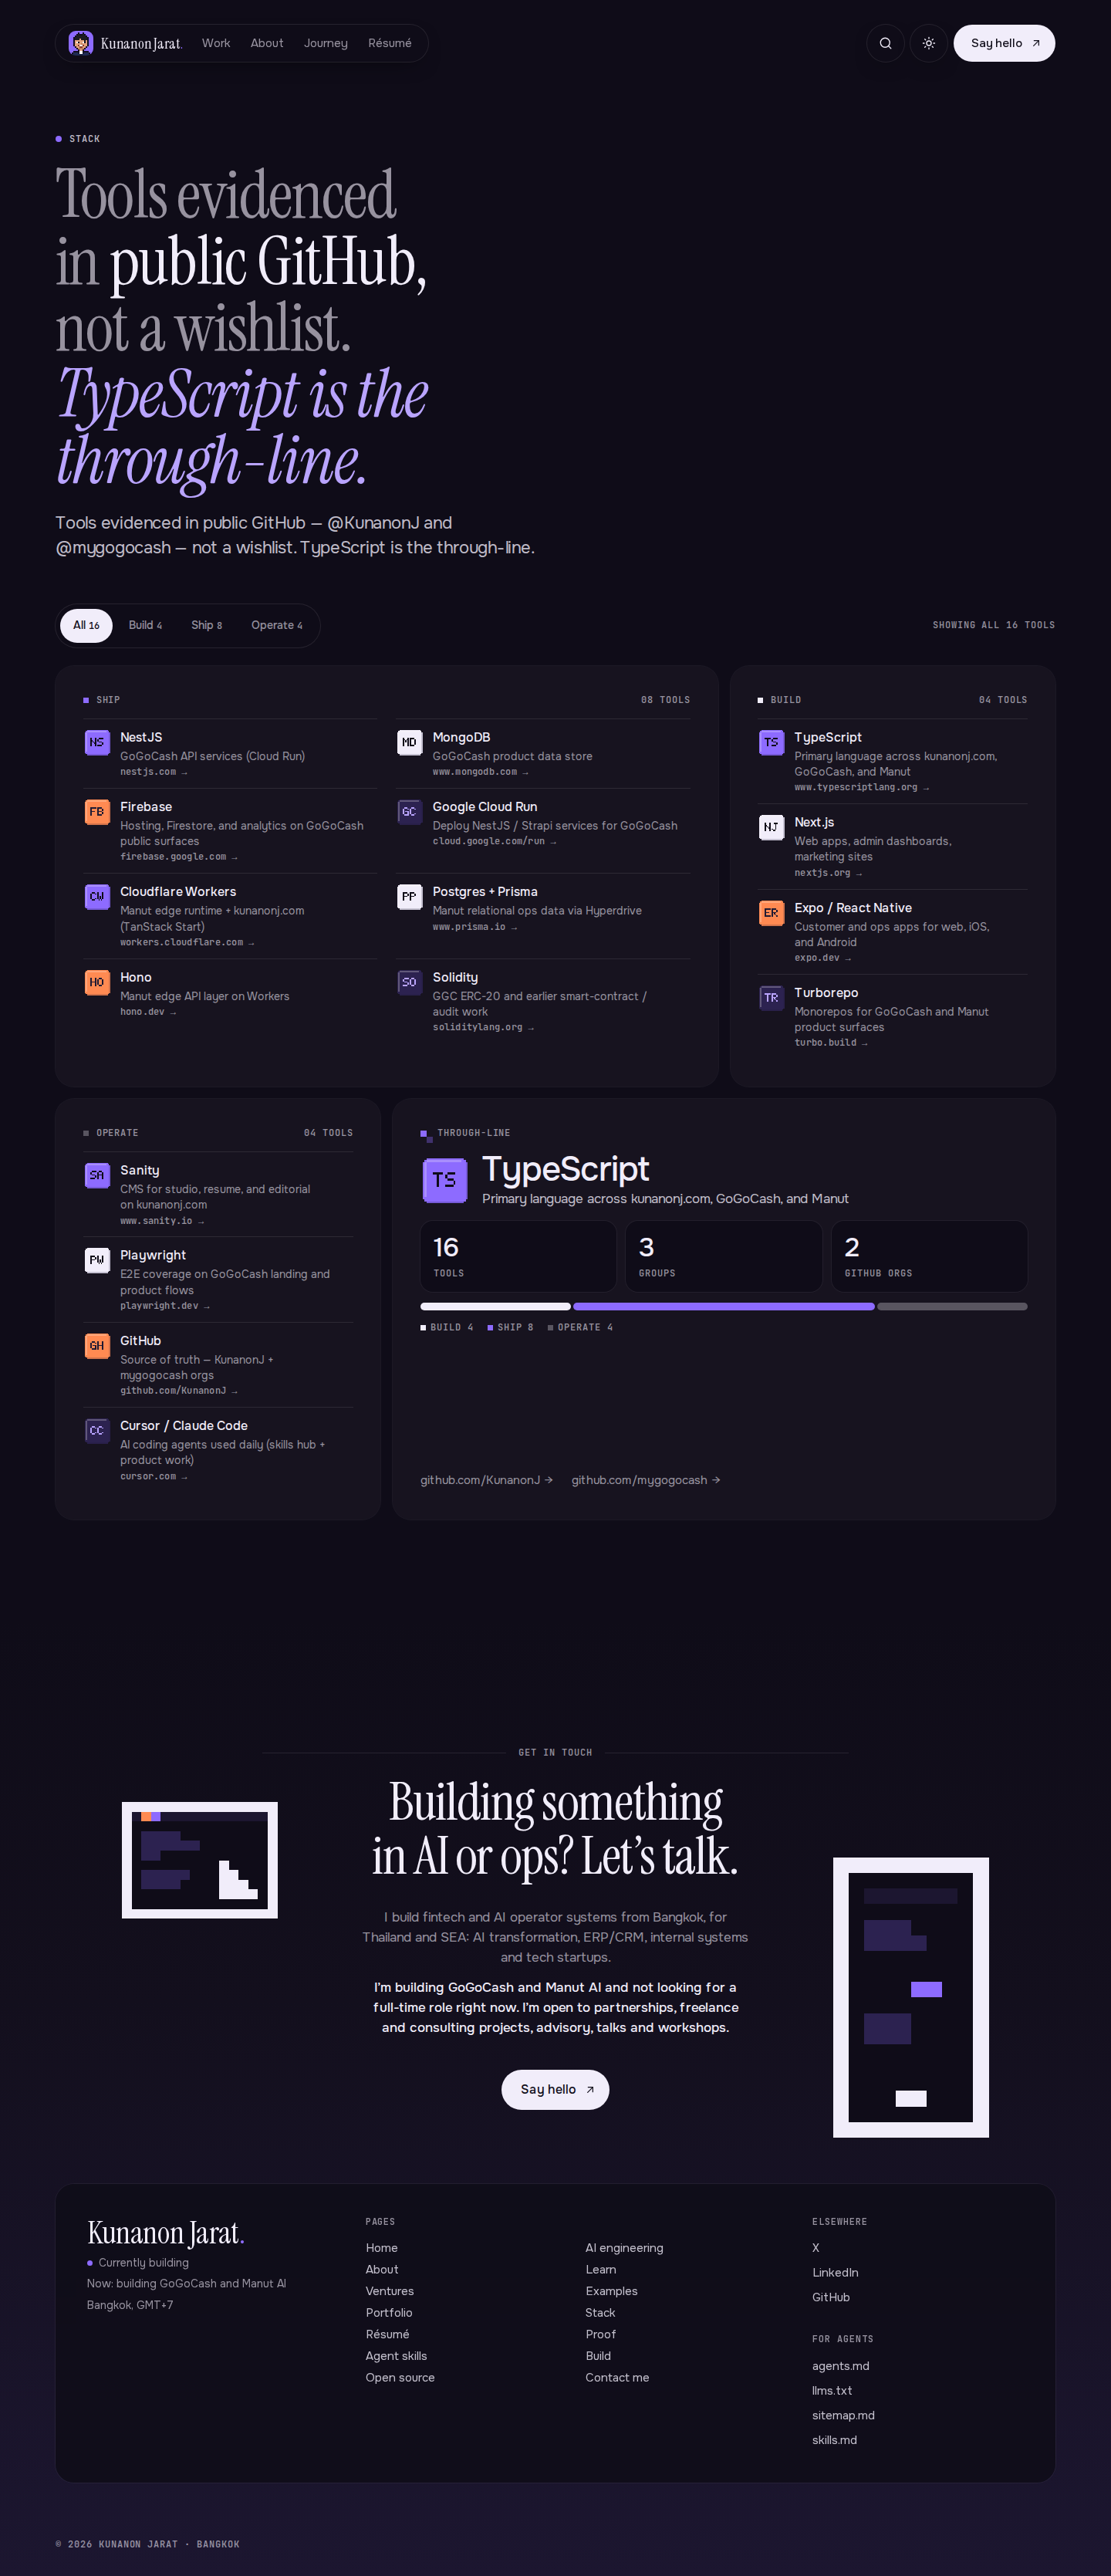 Kunanon Jarat.
Work
About
Journey
Résumé
Say hello ↗
STACK
Tools evidenced
in public GitHub,
not a wishlist.
TypeScript is the
through-line.
Tools evidenced in public GitHub — @KunanonJ and
@mygogocash — not a wishlist. TypeScript is the through-line.
All 16
Build 4
Ship 8
Operate 4
SHOWING ALL 16 TOOLS
SHIP
08 TOOLS
NS
NestJS
GoGoCash API services (Cloud Run)
nestjs.com →
MD
MongoDB
GoGoCash product data store
www.mongodb.com →
FB
Firebase
Hosting, Firestore, and analytics on GoGoCash
public surfaces
firebase.google.com →
GC
Google Cloud Run
Deploy NestJS / Strapi services for GoGoCash
cloud.google.com/run →
CW
Cloudflare Workers
Manut edge runtime + kunanonj.com
(TanStack Start)
workers.cloudflare.com →
PP
Postgres + Prisma
Manut relational ops data via Hyperdrive
www.prisma.io →
HO
Hono
Manut edge API layer on Workers
hono.dev →
SO
Solidity
GGC ERC-20 and earlier smart-contract /
audit work
soliditylang.org →
BUILD
04 TOOLS
TS
TypeScript
Primary language across kunanonj.com,
GoGoCash, and Manut
www.typescriptlang.org →
NJ
Next.js
Web apps, admin dashboards,
marketing sites
nextjs.org →
ER
Expo / React Native
Customer and ops apps for web, iOS,
and Android
expo.dev →
TR
Turborepo
Monorepos for GoGoCash and Manut
product surfaces
turbo.build →
OPERATE
04 TOOLS
SA
Sanity
CMS for studio, resume, and editorial
on kunanonj.com
www.sanity.io →
PW
Playwright
E2E coverage on GoGoCash landing and
product flows
playwright.dev →
GH
GitHub
Source of truth — KunanonJ +
mygogocash orgs
github.com/KunanonJ →
CC
Cursor / Claude Code
AI coding agents used daily (skills hub +
product work)
cursor.com →
THROUGH-LINE
TS
TypeScript
Primary language across kunanonj.com, GoGoCash, and Manut
16
TOOLS
3
GROUPS
2
GITHUB ORGS
BUILD 4
SHIP 8
OPERATE 4
github.com/KunanonJ →
github.com/mygogocash →
GET IN TOUCH
Building something
in AI or ops? Let’s talk.
I build fintech and AI operator systems from Bangkok, for
Thailand and SEA: AI transformation, ERP/CRM, internal systems
and tech startups.
I’m building GoGoCash and Manut AI and not looking for a
full-time role right now. I’m open to partnerships, freelance
and consulting projects, advisory, talks and workshops.
Say hello ↗
Kunanon Jarat.
Currently building
Now: building GoGoCash and Manut AI
Bangkok, GMT+7
PAGES
Home
About
Ventures
Portfolio
Résumé
Agent skills
Open source
AI engineering
Learn
Examples
Stack
Proof
Build
Contact me
ELSEWHERE
X
LinkedIn
GitHub
FOR AGENTS
agents.md
llms.txt
sitemap.md
skills.md
© 2026 KUNANON JARAT · BANGKOK